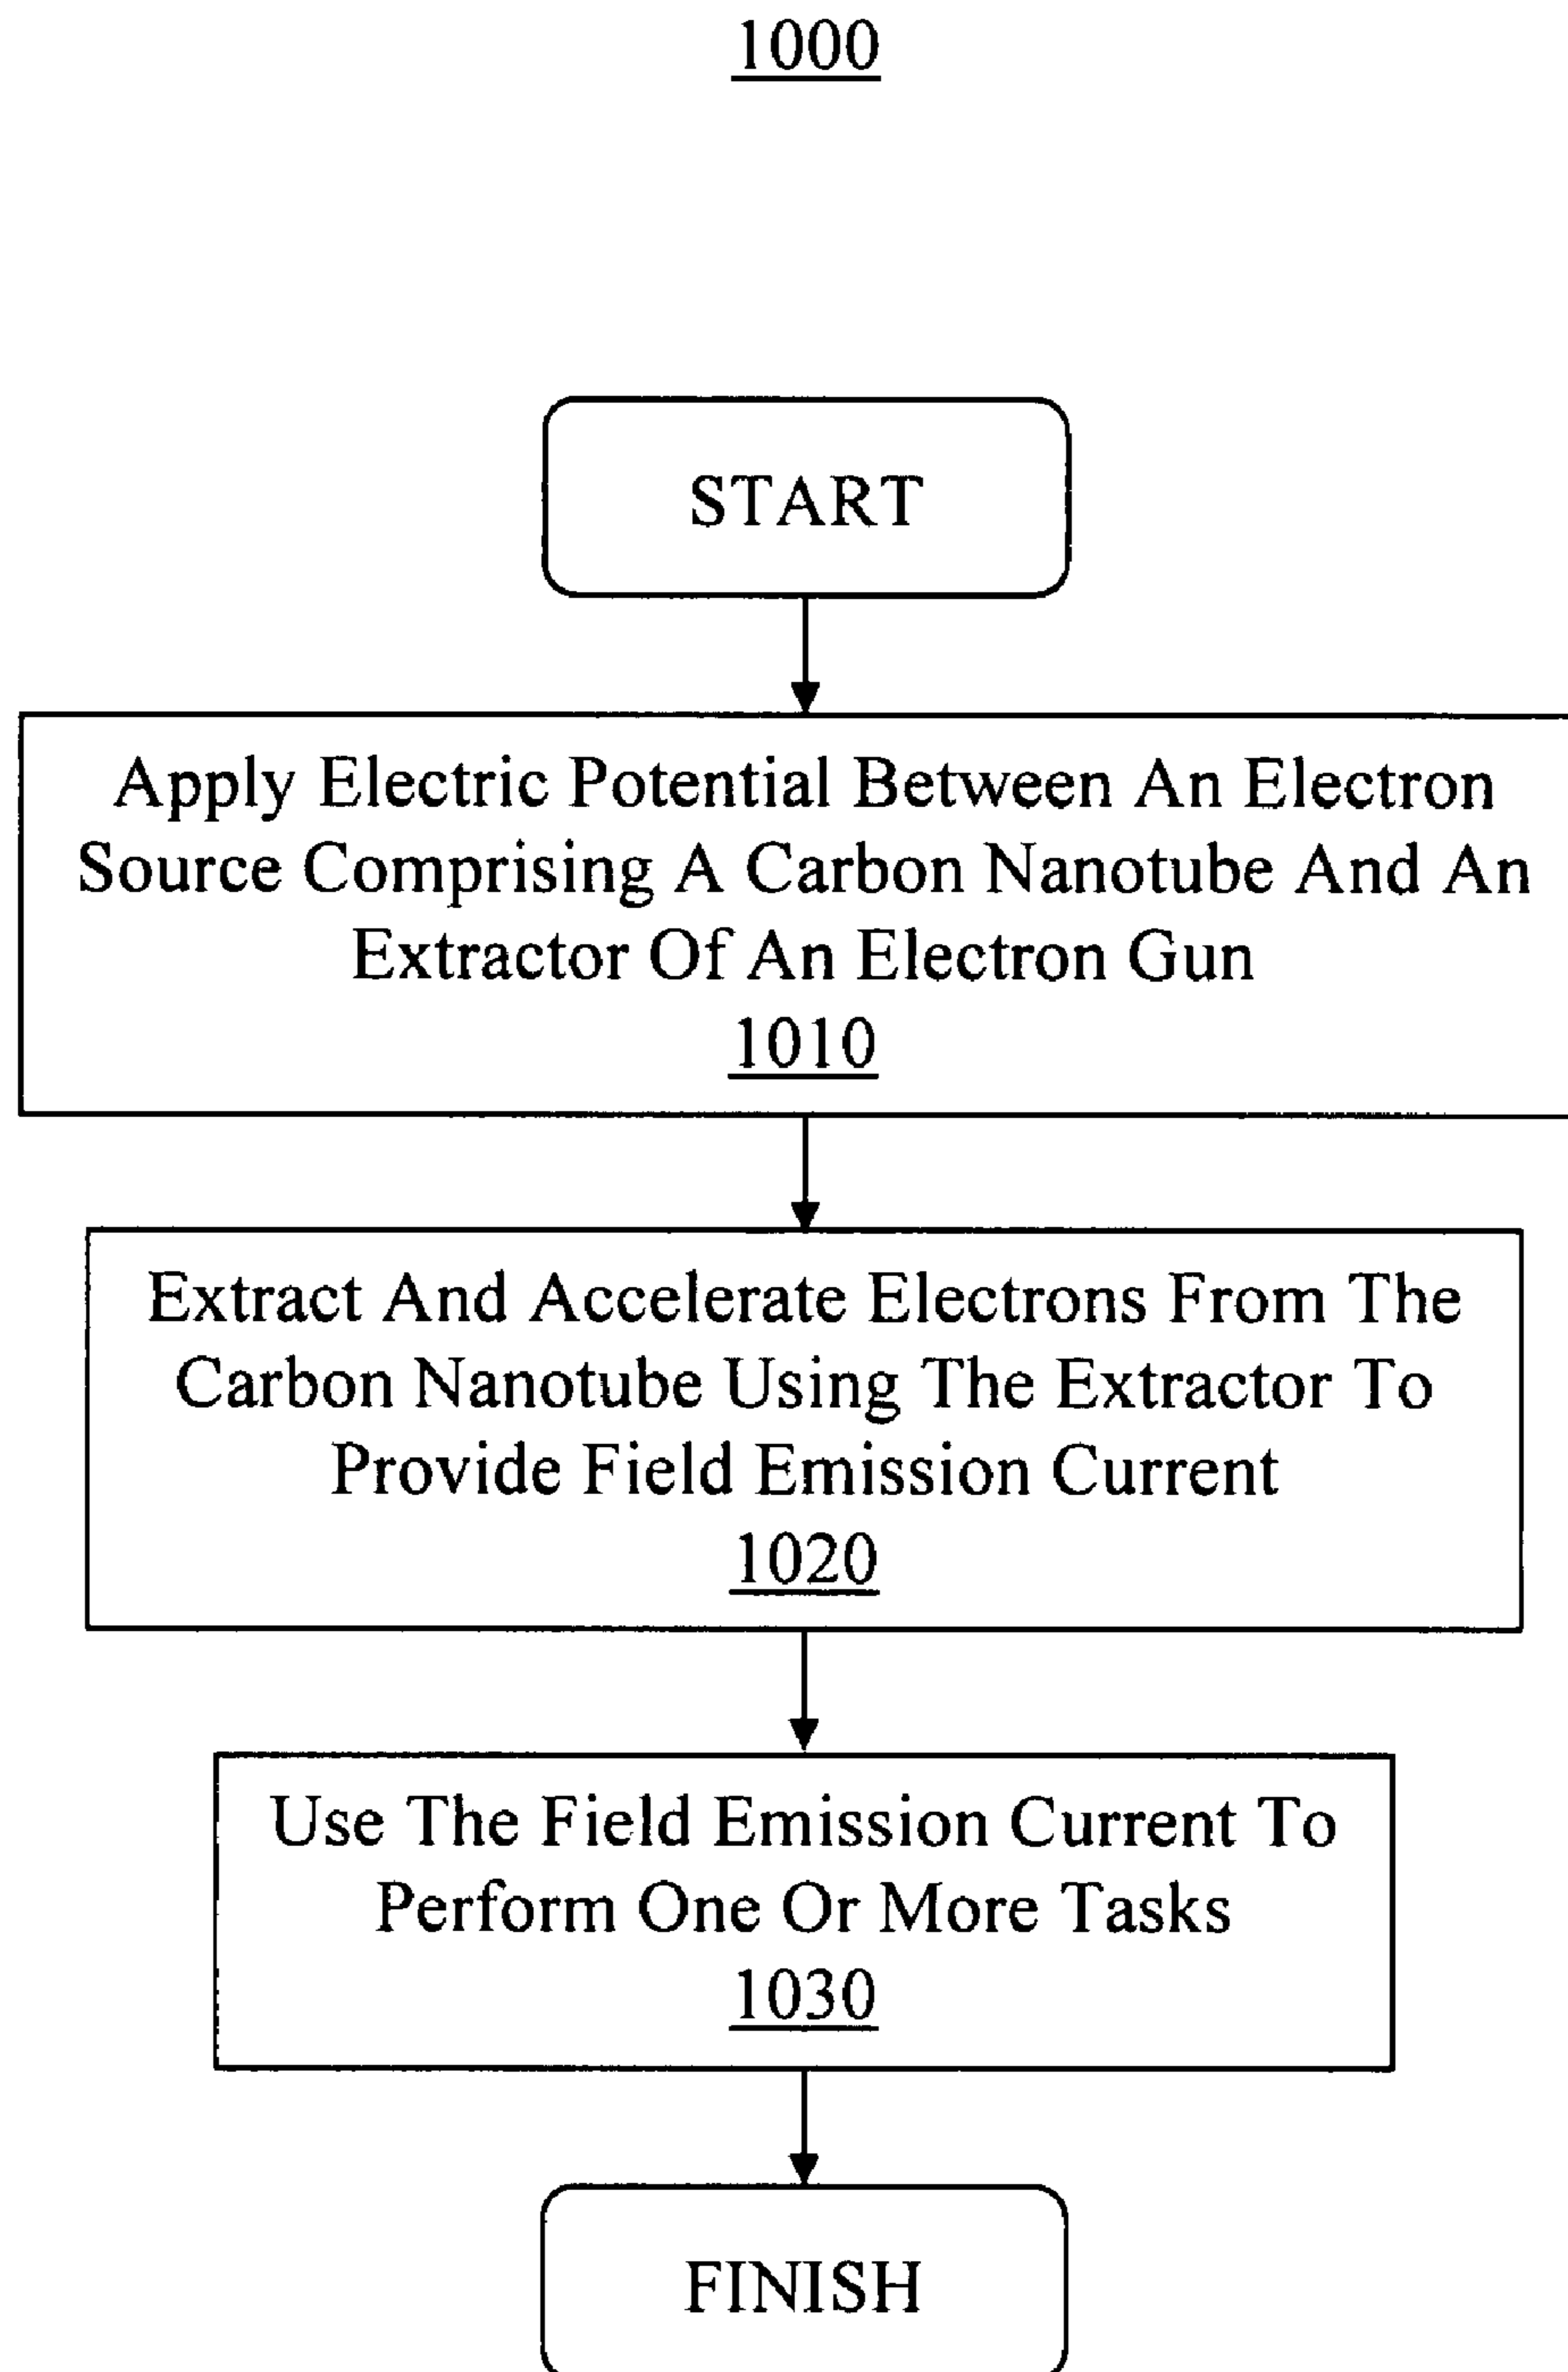 1000
START
Apply Electric Potential Between An Electron
Source Comprising A Carbon Nanotube And An
Extractor Of An Electron Gun
1010
Extract And Accelerate Electrons From The
Carbon Nanotube Using The Extractor To
Provide Field Emission Current
1020
Use The Field Emission Current To
Perform One Or More Tasks
1030
FINISH